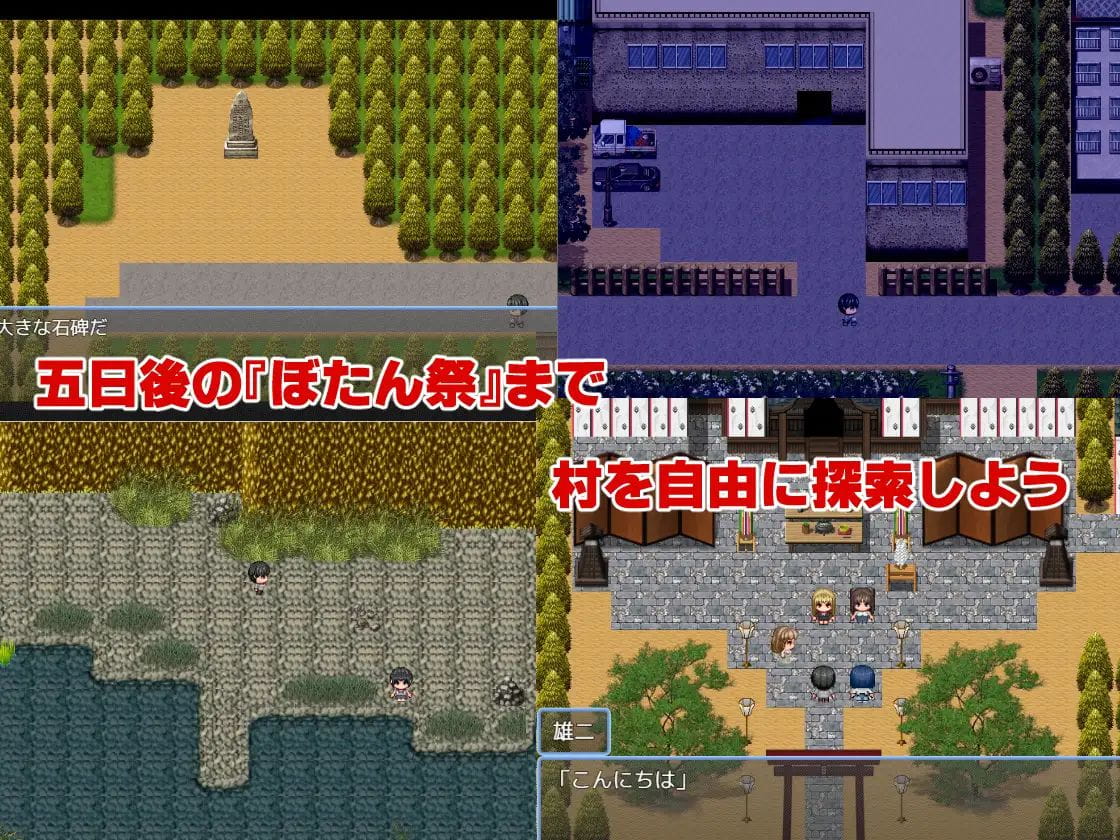 大きな石碑だ
五日後の『ぼたん祭』まで
村を自由に探索しよう
雄二
「こんにちは」